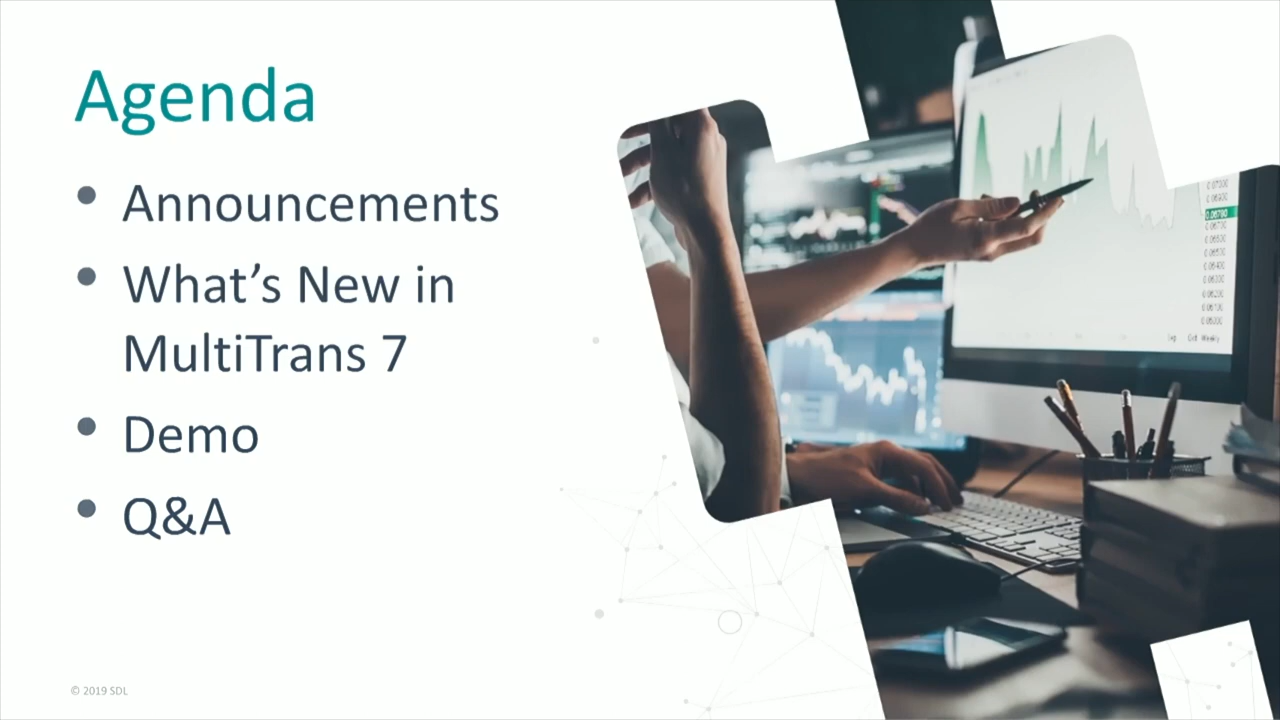 Agenda
• Announcements
• What's New in
MultiTrans 7
• Demo
• Q&A
© 2019 SDL